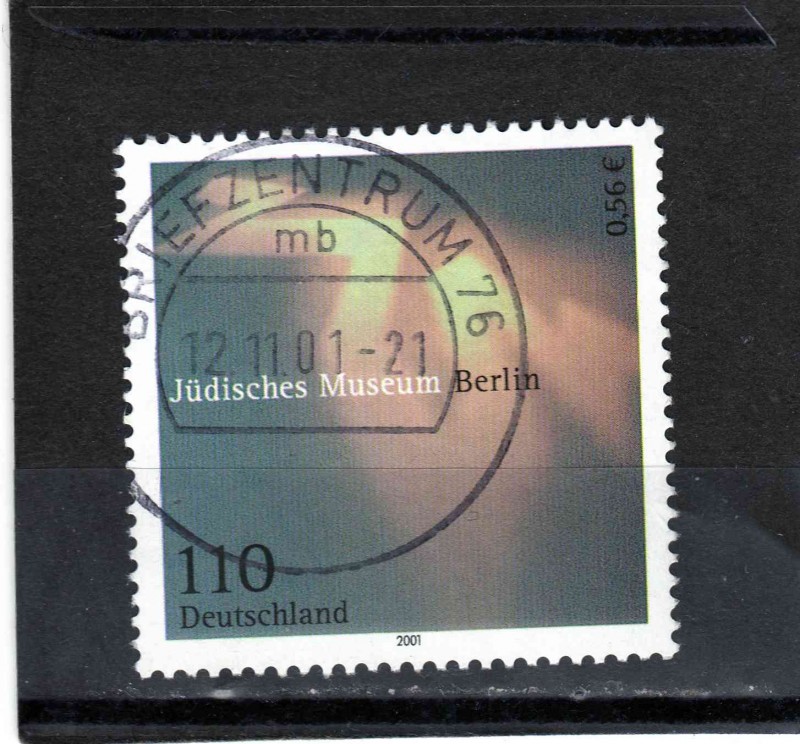 0,56 €
BRIEFZENTRUM 76
mb
12.11.01-21
Jüdisches Museum Berlin
110
Deutschland
2001